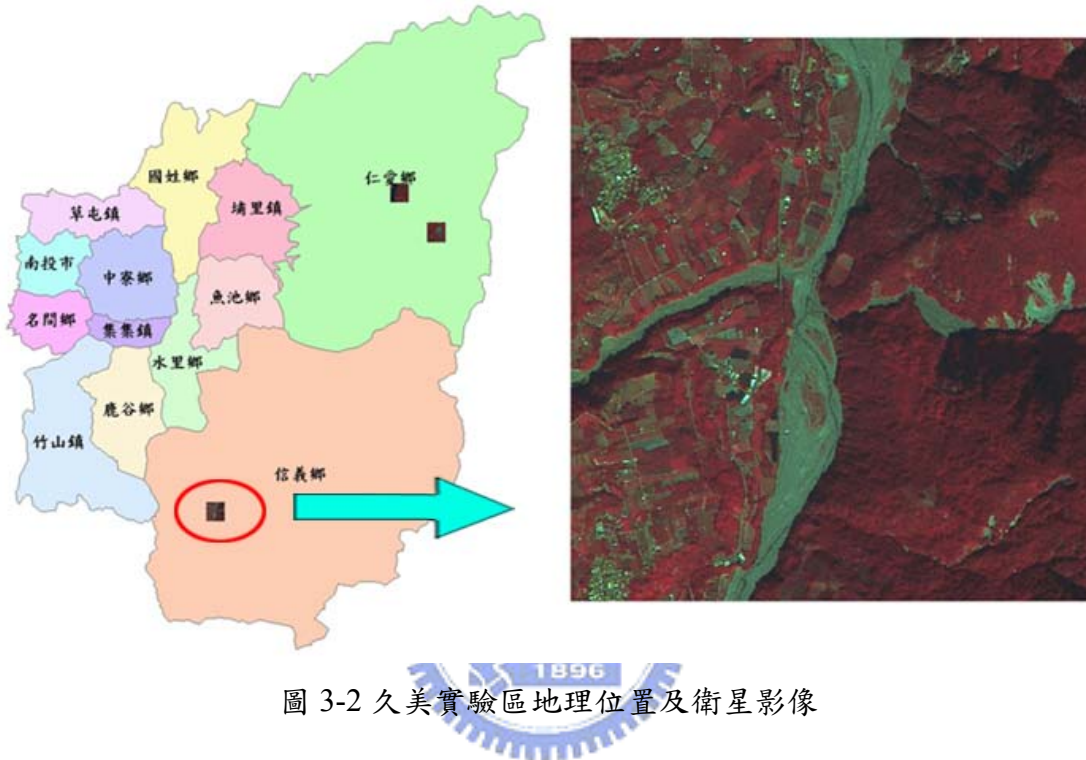 國姓鄉
仁愛鄉
埔里鎮
草屯鎮
南投市
中寮鄉
魚池鄉
名間鄉
集集鎮
水里鄉
鹿谷鄉
竹山鎮
信義鄉
1896
圖 3-2 久美實驗區地理位置及衛星影像